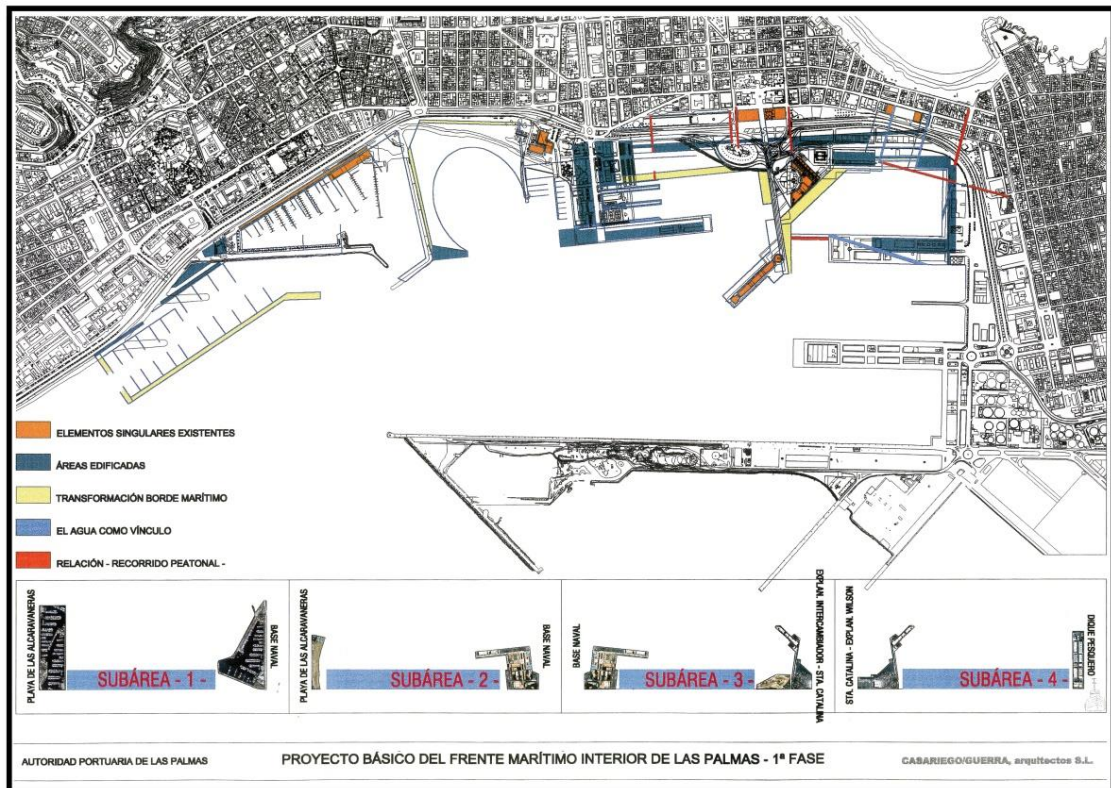 ELEMENTOS SINGULARES EXISTENTES
ÁREAS EDIFICADAS
TRANSFORMACIÓN BORDE MARÍTIMO
EL AGUA COMO VÍNCULO
RELACIÓN - RECORRIDO PEATONAL -
PLAYA DE LAS ALCARAVANERAS
SUBÁREA - 1 -
BASE NAVAL
PLAYA DE LAS ALCARAVANERAS
SUBÁREA - 2 -
BASE NAVAL
BASE NAVAL
SUBÁREA - 3 -
EXPLAN. INTERCAMBIADOR - STA. CATALINA
STA. CATALINA - EXPLAN. WILSON
SUBÁREA - 4 -
DIQUE PESQUERO
AUTORIDAD PORTUARIA DE LAS PALMAS
PROYECTO BÁSICO DEL FRENTE MARÍTIMO INTERIOR DE LAS PALMAS - 1ª FASE
CASARIEGO/GUERRA, arquitectos S.L.